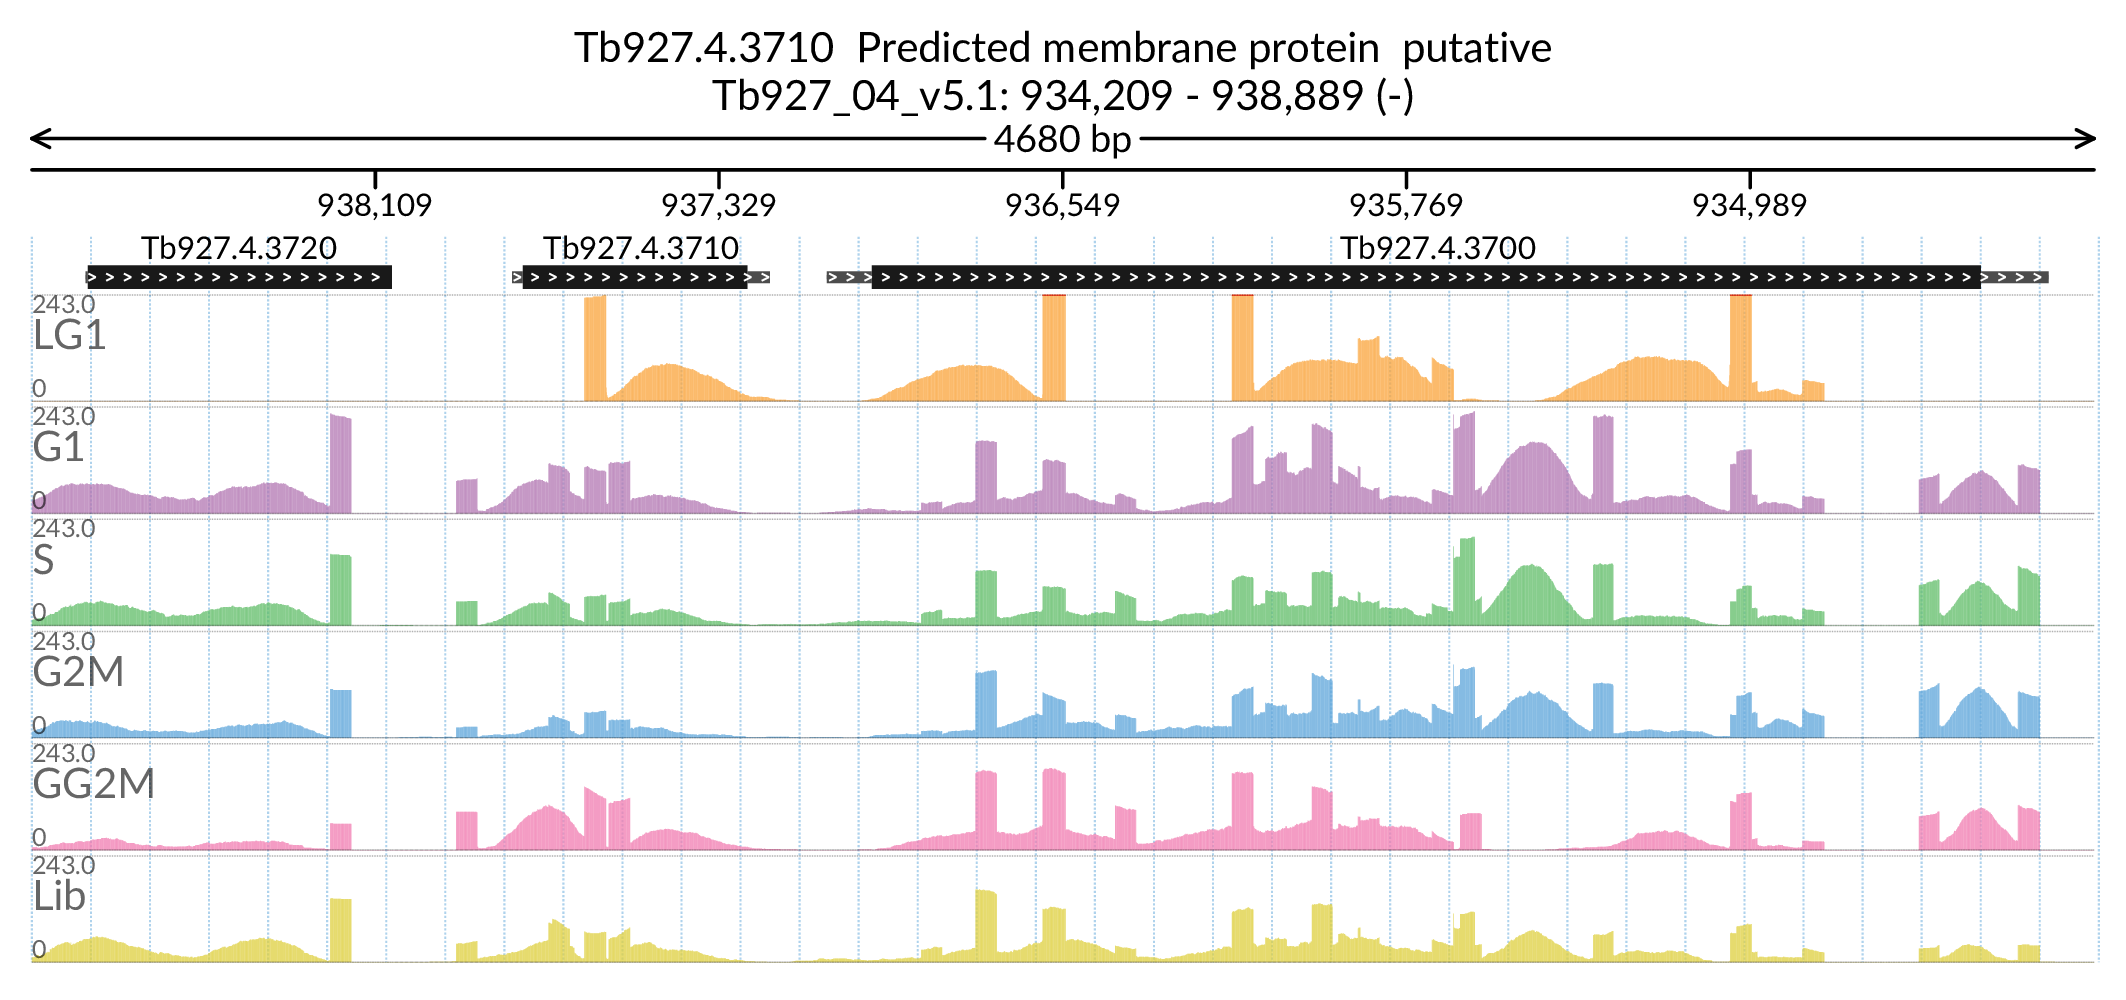 Tb927.4.3710  Predicted membrane protein  putative
Tb927_04_v5.1: 934,209 - 938,889 (-)
4680 bp
938,109 937,329 936,549 935,769 934,989
Tb927.4.3720 Tb927.4.3710 Tb927.4.3700
243.0
LG1
0
243.0
G1
0
243.0
S
0
243.0
G2M
0
243.0
GG2M
0
243.0
Lib
0